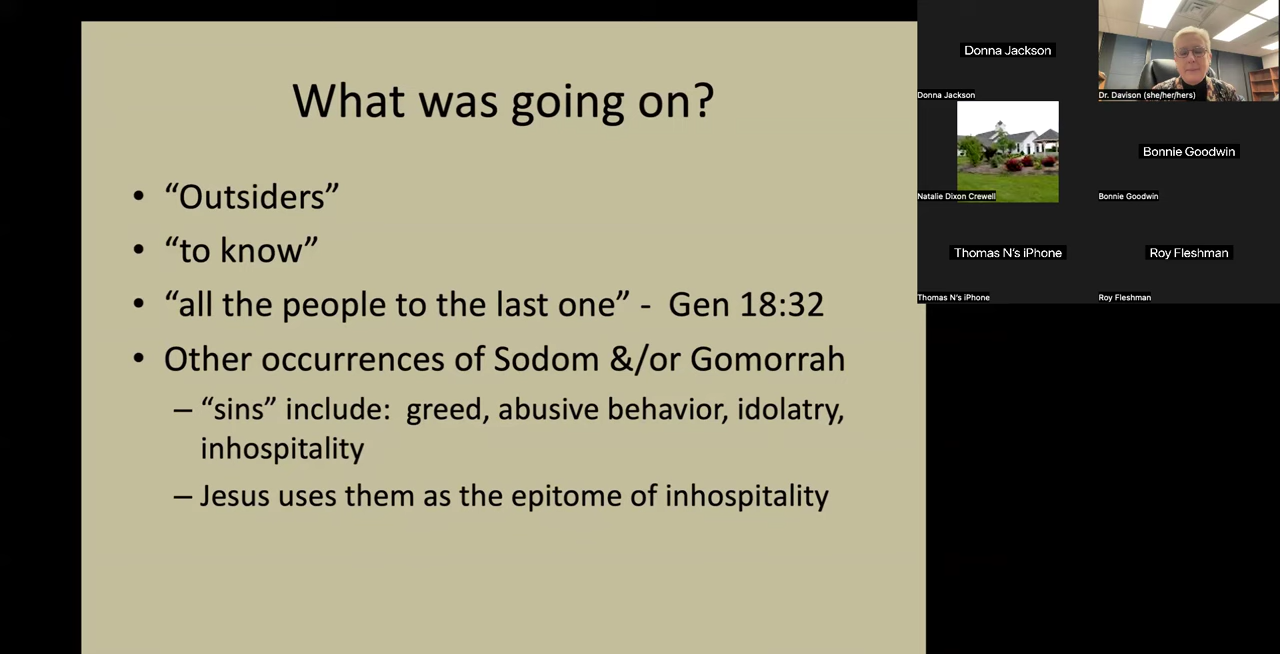 What was going on?
• “Outsiders”
• “to know”
• “all the people to the last one” - Gen 18:32
• Other occurrences of Sodom &/or Gomorrah
– “sins” include: greed, abusive behavior, idolatry,
inhospitality
– Jesus uses them as the epitome of inhospitality
Donna Jackson
Donna Jackson
Dr. Davison (she/her/hers)
Natalie Dixon Crewell
Bonnie Goodwin
Bonnie Goodwin
Thomas N's iPhone
Thomas N's iPhone
Roy Fleshman
Roy Fleshman